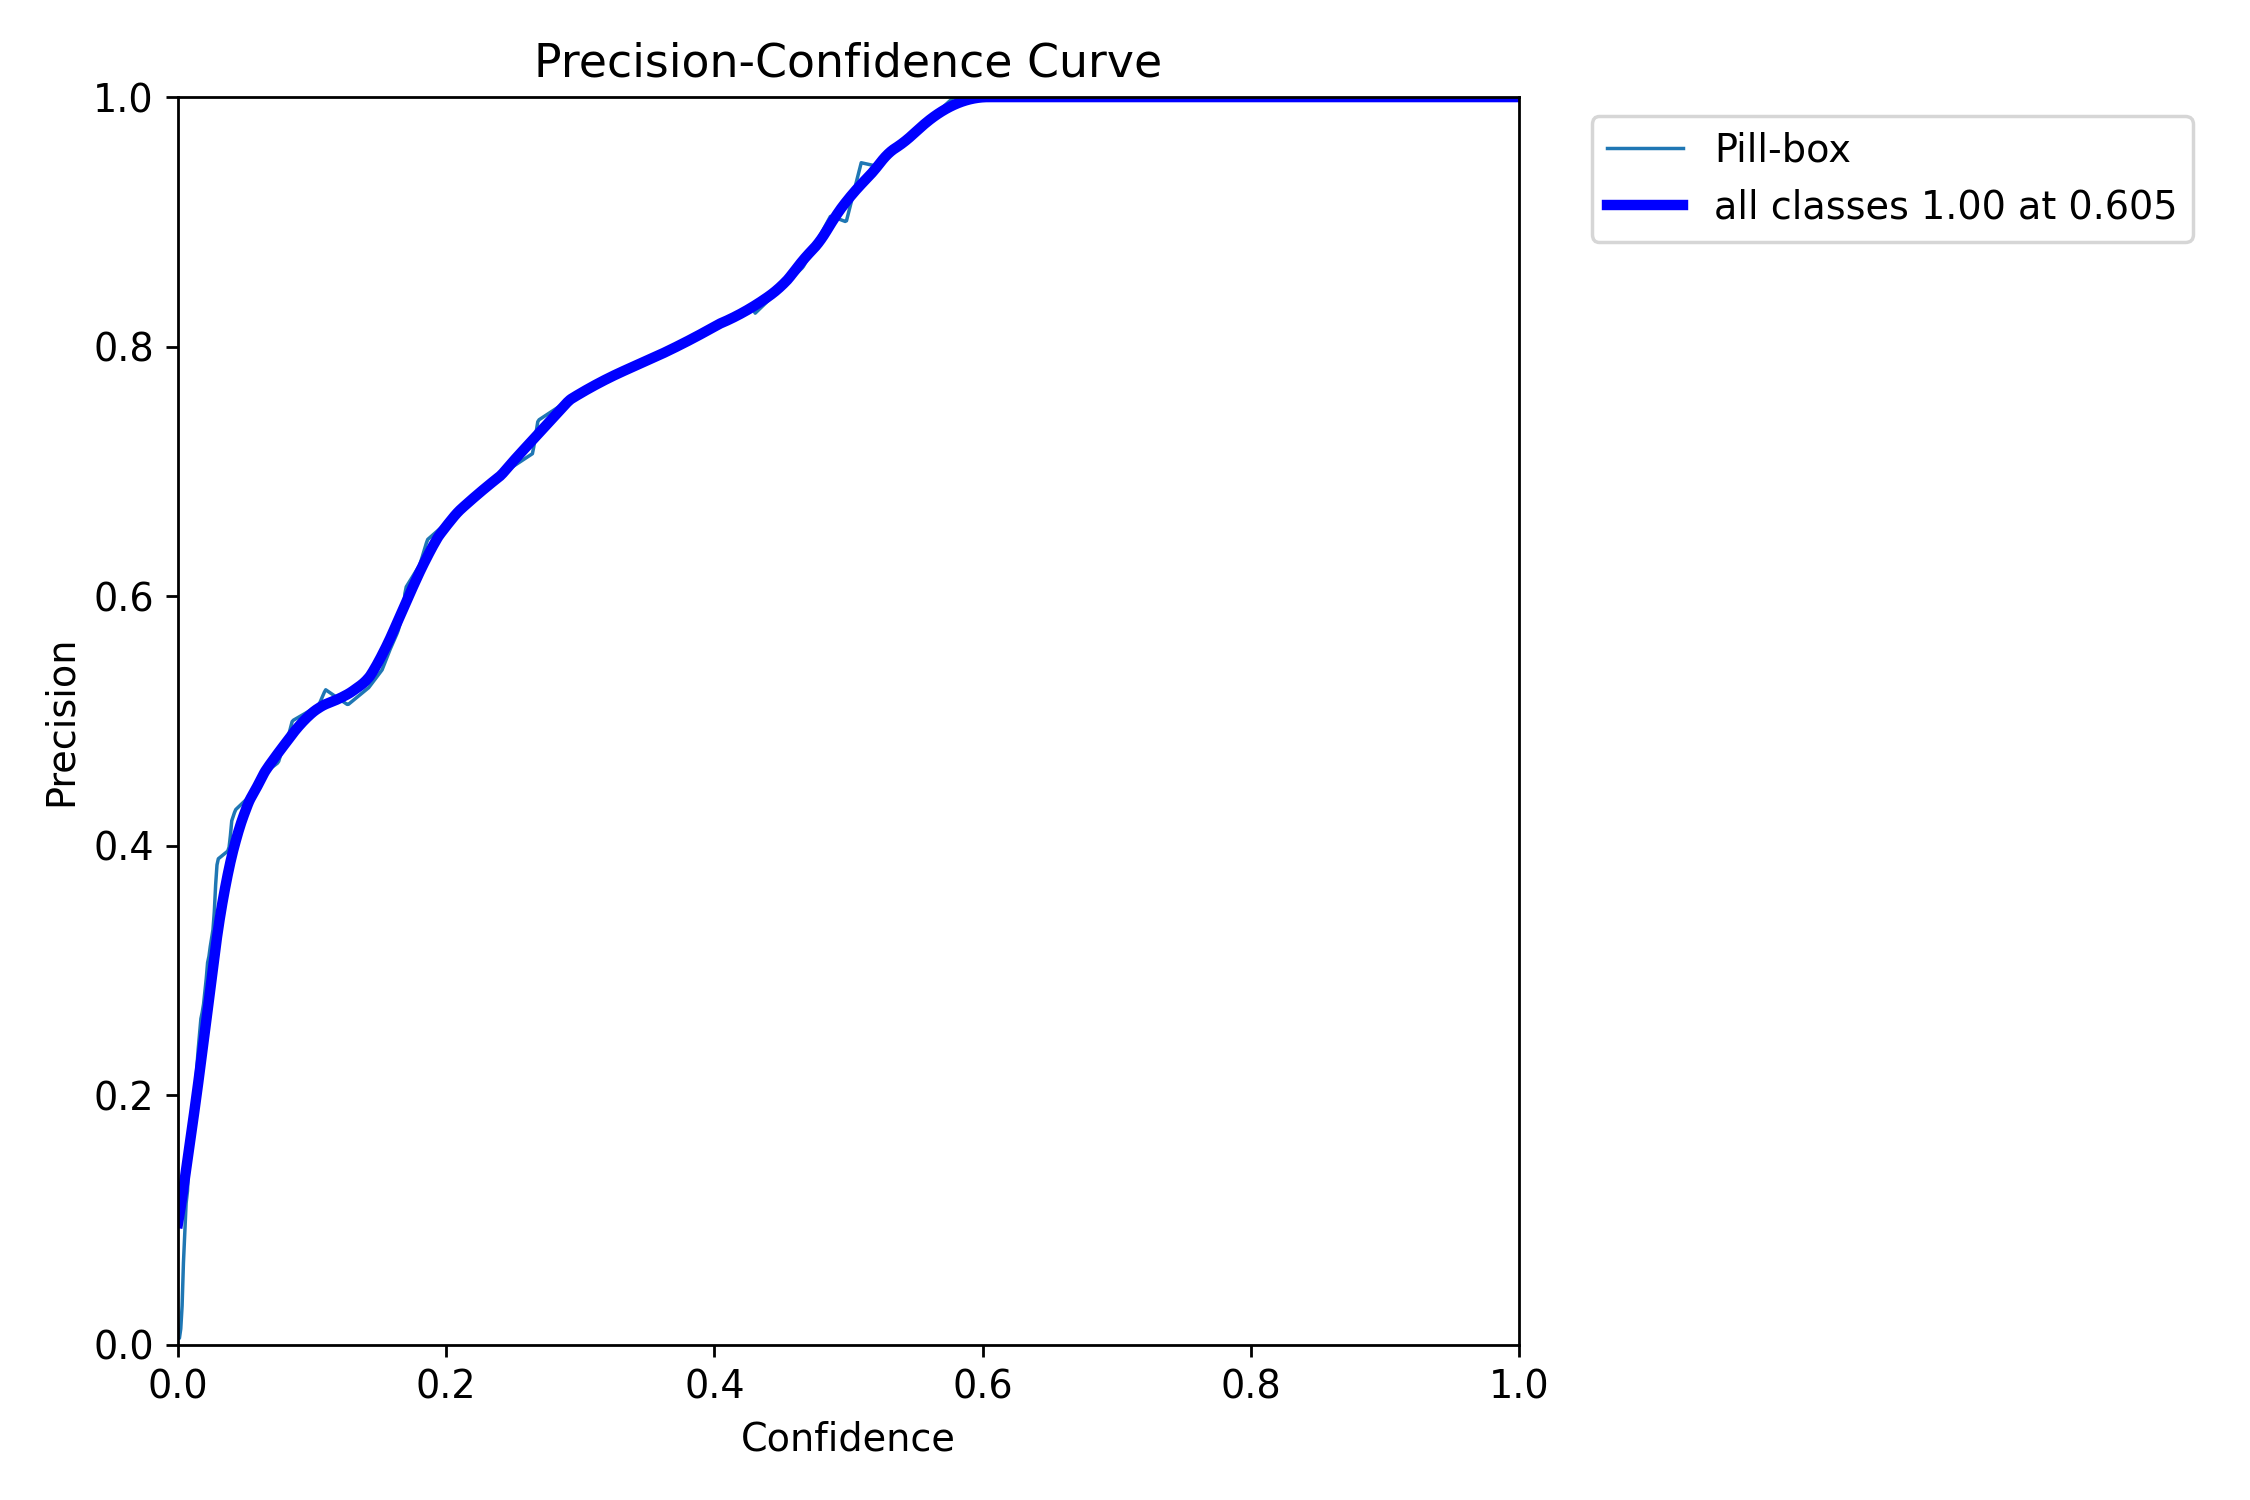 Precision-Confidence Curve
1.0
0.8
0.6
0.4
0.2
0.0
Precision
0.0 0.2 0.4 0.6 0.8 1.0
Confidence
Pill-box
all classes 1.00 at 0.605